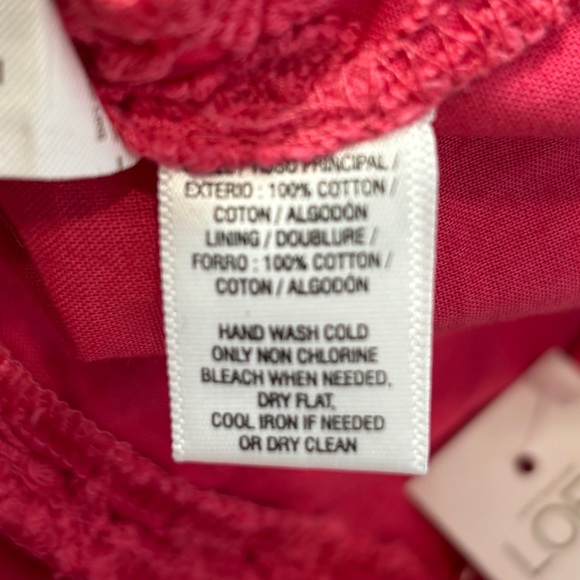 PRINCIPAL /
EXTERIO : 100% COTTON /
COTON / ALGODÓN
LINING / DOUBLURE /
FORRO : 100% COTTON /
COTON / ALGODÓN
HAND WASH COLD
ONLY NON CHLORINE
BLEACH WHEN NEEDED,
DRY FLAT,
COOL IRON IF NEEDED
OR DRY CLEAN